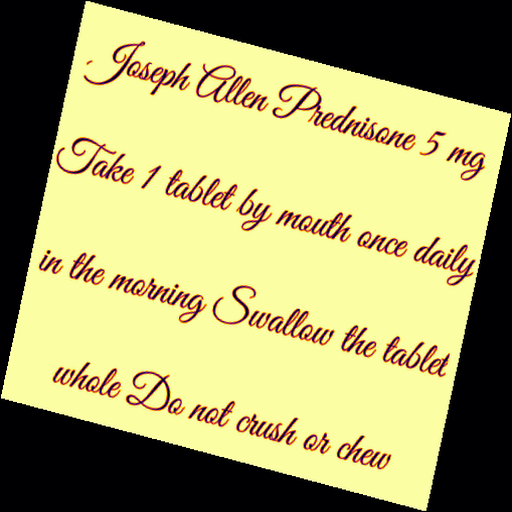 Joseph Allen Prednisone 5 mg
Take 1 tablet by mouth once daily
in the morning Swallow the tablet
whole Do not crush or chew